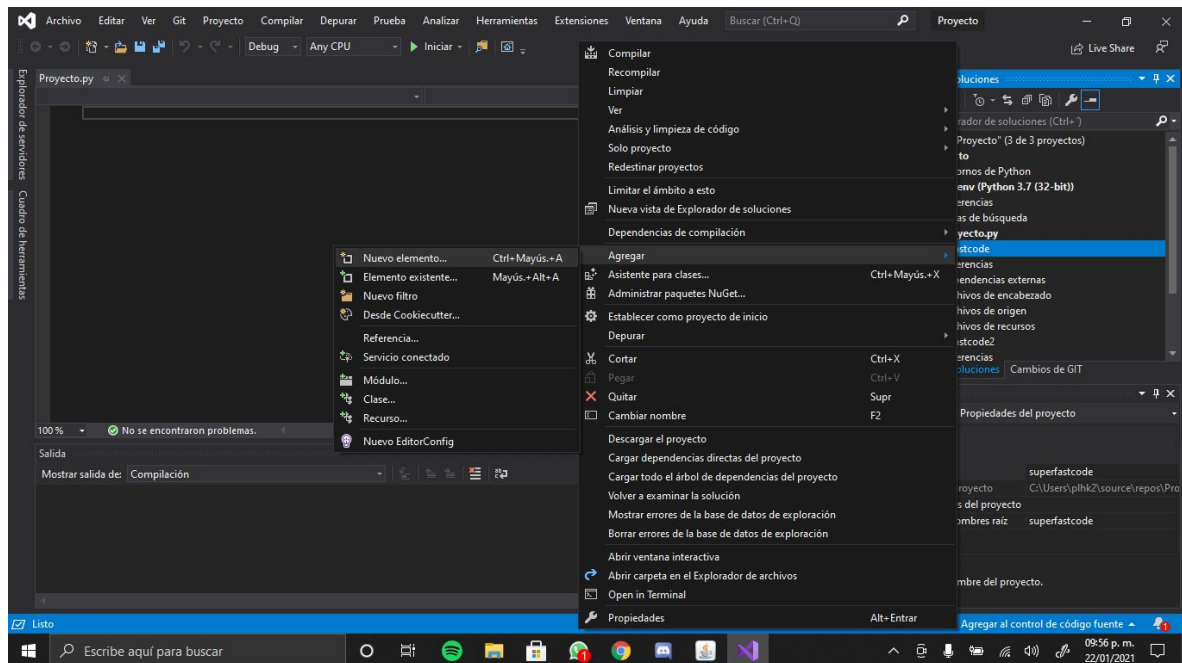 Archivo Editar Ver Git Proyecto Compilar Depurar Prueba Analizar Herramientas Extensiones Ventana Ayuda Buscar (Ctrl+Q) Proyecto
Debug Any CPU Iniciar Live Share
Explorador de servidores
Cuadro de herramientas
Proyecto.py
100 %
No se encontraron problemas.
Salida
Mostrar salida de: Compilación
Nuevo elemento... Ctrl+Mayús.+A
Elemento existente... Mayús.+Alt+A
Nuevo filtro
Desde Cookiecutter...
Referencia...
Servicio conectado
Módulo...
Clase...
Recurso...
Nuevo EditorConfig
Compilar
Recompilar
Limpiar
Ver
Análisis y limpieza de código
Solo proyecto
Redestinar proyectos
Limitar el ámbito a esto
Nueva vista de Explorador de soluciones
Dependencias de compilación
Agregar
Asistente para clases... Ctrl+Mayús.+X
Administrar paquetes NuGet...
Establecer como proyecto de inicio
Depurar
Cortar Ctrl+X
Pegar Ctrl+V
Quitar Supr
Cambiar nombre F2
Descargar el proyecto
Cargar dependencias directas del proyecto
Cargar todo el árbol de dependencias del proyecto
Volver a examinar la solución
Mostrar errores de la base de datos de exploración
Borrar errores de la base de datos de exploración
Abrir ventana interactiva
Abrir carpeta en el Explorador de archivos
Open in Terminal
Propiedades Alt+Entrar
oluciones
rador de soluciones (Ctrl+´)
Proyecto" (3 de 3 proyectos)
to
ornos de Python
env (Python 3.7 (32-bit))
erencias
as de búsqueda
yecto.py
stcode
erencias
endencias externas
hivos de encabezado
hivos de origen
hivos de recursos
stcode2
erencias
oluciones Cambios de GIT
Propiedades del proyecto
superfastcode
royecto C:\Users\plhk2\source\repos\Pro
s del proyecto
ombres raíz superfastcode
mbre del proyecto.
Listo
Agregar al control de código fuente 1
Escribe aquí para buscar
1
09:56 p. m.
22/01/2021